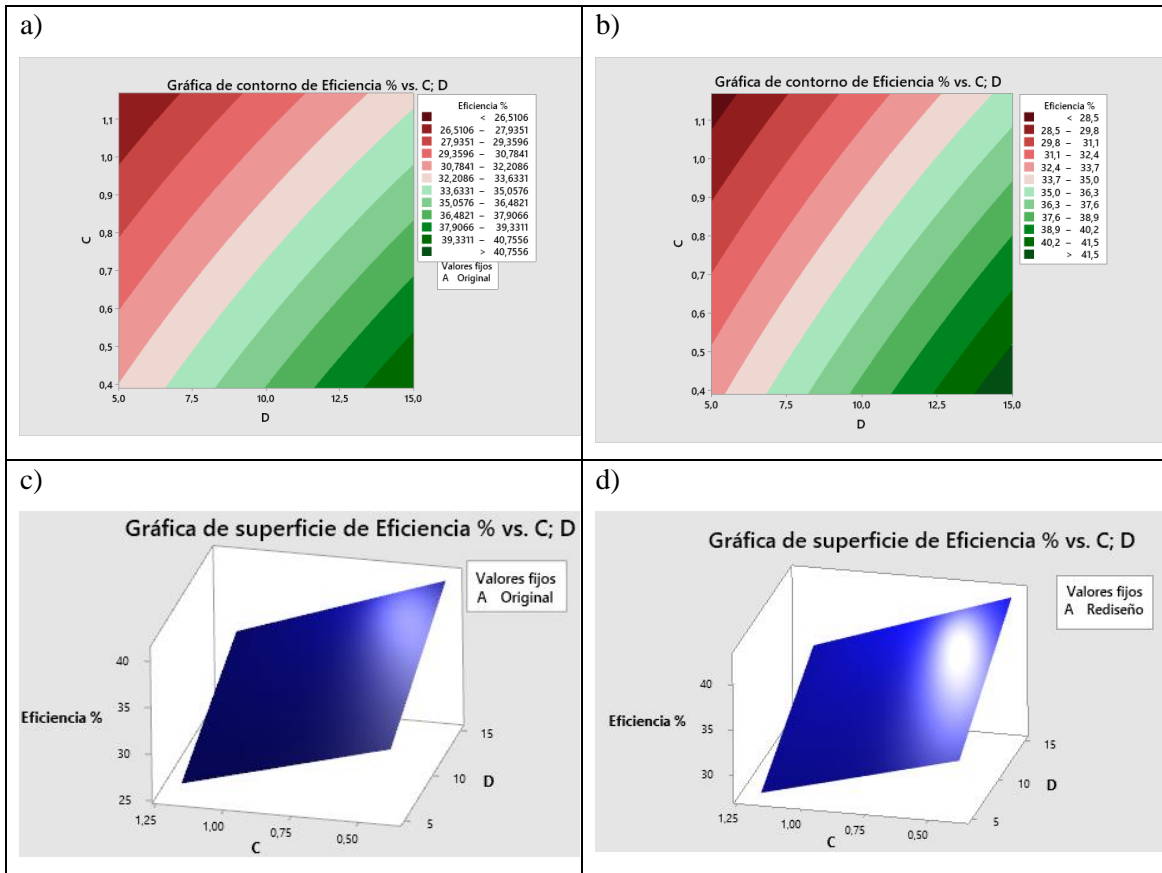 a)
Gráfica de contorno de Eficiencia % vs. C; D
Eficiencia %
< 26,5106
26,5106 – 27,9351
27,9351 – 29,3596
29,3596 – 30,7841
30,7841 – 32,2086
32,2086 – 33,6331
33,6331 – 35,0576
35,0576 – 36,4821
36,4821 – 37,9066
37,9066 – 39,3311
39,3311 – 40,7556
> 40,7556
Valores fijos
A Original
1,1
1,0
0,9
0,8
0,7
0,6
0,5
0,4
C
5,0 7,5 10,0 12,5 15,0
D
b)
Gráfica de contorno de Eficiencia % vs. C; D
Eficiencia %
< 28,5
28,5 – 29,8
29,8 – 31,1
31,1 – 32,4
32,4 – 33,7
33,7 – 35,0
35,0 – 36,3
36,3 – 37,6
37,6 – 38,9
38,9 – 40,2
40,2 – 41,5
> 41,5
1,1
1,0
0,9
0,8
0,7
0,6
0,5
0,4
C
5,0 7,5 10,0 12,5 15,0
D
c)
Gráfica de superficie de Eficiencia % vs. C; D
Valores fijos
A Original
40
35
Eficiencia %
30
25
15
10
5
D
1,25 1,00 0,75 0,50
C
d)
Gráfica de superficie de Eficiencia % vs. C; D
Valores fijos
A Rediseño
40
Eficiencia %
35
30
15
10
5
D
1,25 1,00 0,75 0,50
C